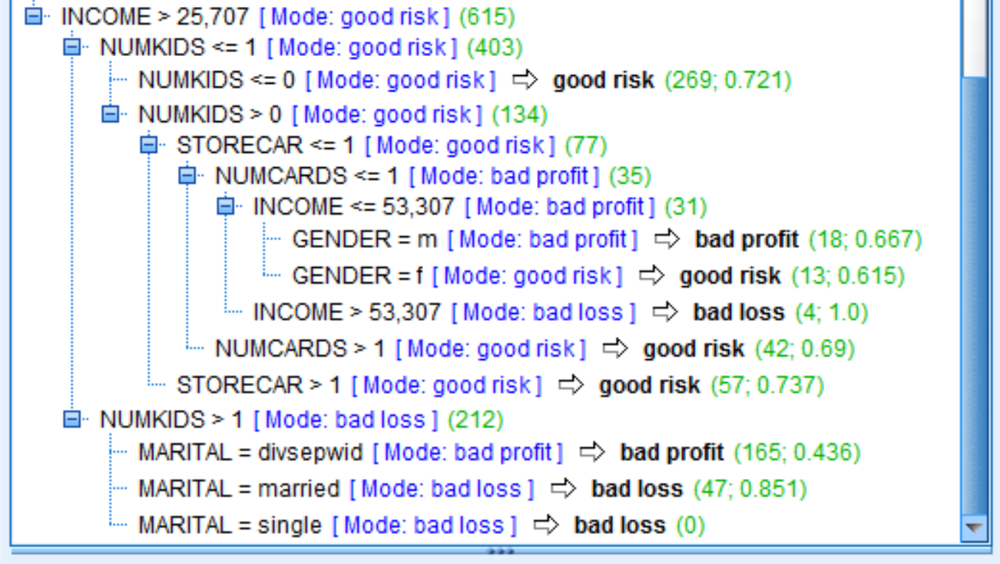 INCOME > 25,707 [ Mode: good risk ] (615)
NUMKIDS <= 1 [ Mode: good risk ] (403)
NUMKIDS <= 0 [ Mode: good risk ] ⇨ good risk (269; 0.721)
NUMKIDS > 0 [ Mode: good risk ] (134)
STORECAR <= 1 [ Mode: good risk ] (77)
NUMCARDS <= 1 [ Mode: bad profit ] (35)
INCOME <= 53,307 [ Mode: bad profit ] (31)
GENDER = m [ Mode: bad profit ] ⇨ bad profit (18; 0.667)
GENDER = f [ Mode: good risk ] ⇨ good risk (13; 0.615)
INCOME > 53,307 [ Mode: bad loss ] ⇨ bad loss (4; 1.0)
NUMCARDS > 1 [ Mode: good risk ] ⇨ good risk (42; 0.69)
STORECAR > 1 [ Mode: good risk ] ⇨ good risk (57; 0.737)
NUMKIDS > 1 [ Mode: bad loss ] (212)
MARITAL = divsepwid [ Mode: bad profit ] ⇨ bad profit (165; 0.436)
MARITAL = married [ Mode: bad loss ] ⇨ bad loss (47; 0.851)
MARITAL = single [ Mode: bad loss ] ⇨ bad loss (0)